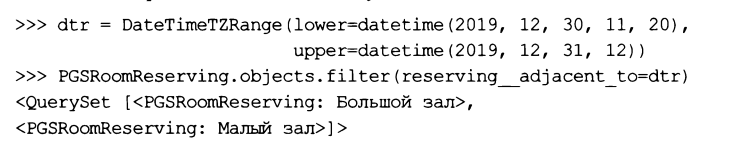 >>> dtr = DateTimeTZRange(lower=datetime(2019, 12, 30, 11, 20),
                          upper=datetime(2019, 12, 31, 12))
>>> PGSRoomReserving.objects.filter(reserving__adjacent_to=dtr)
<QuerySet [<PGSRoomReserving: Большой зал>,
<PGSRoomReserving: Малый зал>]>